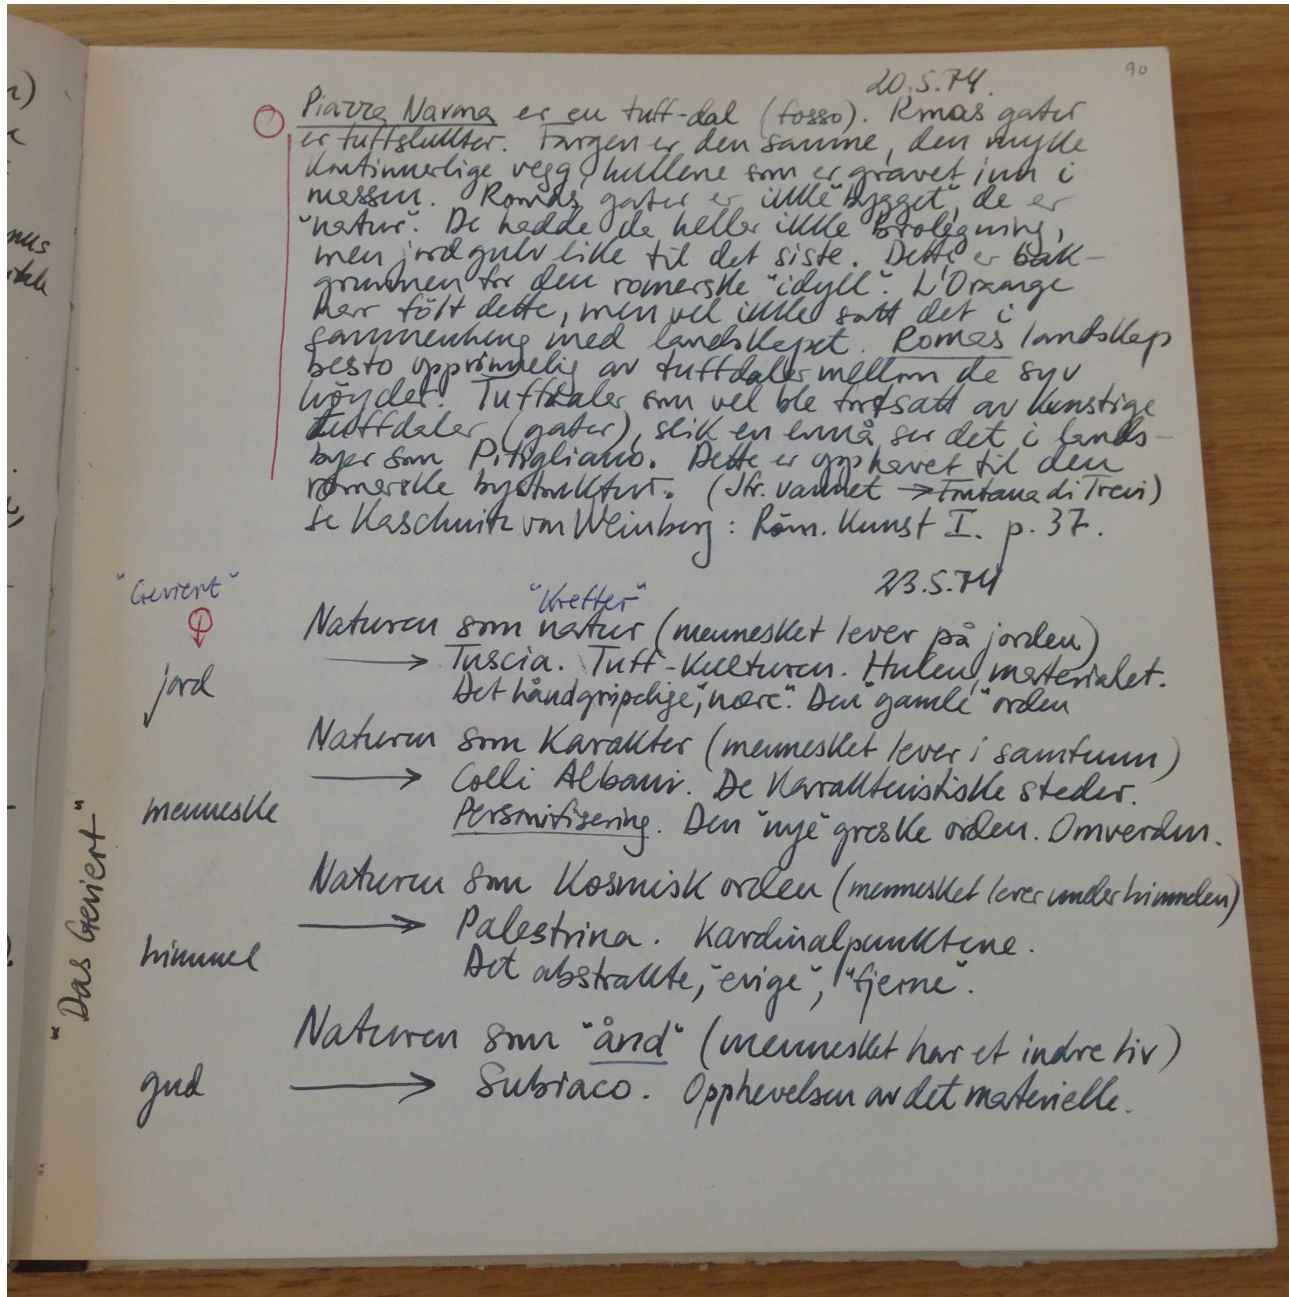 90
20.5.74.
Piazza Navona er en tuff-dal (fosso). Romas gater
er tuffslukter. Fargen er den samme, den myke
kontinuerlige vegg, hullene som er gravet inn i
massen. Romas gater er ikke "bygget", de er
"natur". De hadde da heller ikke brolegning,
men jordgulv like til det siste. Dette er bak-
grunnen for den romerske "idyll". L'Orange
har følt dette, men vel ikke satt det i
sammenheng med landskapet. Romas landskap
besto opprinnelig av tuffdaler mellom de syv
høyder. Tuffdaler som vel ble fortsatt av kunstige
tuffdaler (gater), slik en ennå ser det i lands-
byer som Pitigliano. Dette er opphavet til den
romerske bystruktur. (Jfr. vannet → Fontana di Trevi)
Se Kaschnitz von Weinberg: Röm. Kunst I. p. 37.
23.5.74
"Geviert"
"Krefter"
Naturen som natur (mennesket lever på jorden)
→ Tuscia. Tuff-kulturen. Hulen, materialet.
jord
Det håndgripelige, "nære". Den "gamle" orden
Naturen som karakter (mennesket lever i samfunn)
→ Colli Albani. De karakteristiske steder.
menneske
Personifisering. Den "nye" greske orden. Omverden.
"Das Geviert"
Naturen som kosmisk orden (mennesket lever under himmelen)
→ Palestrina. Kardinalpunktene.
himmel
Det abstrakte, "evige", "fjerne".
Naturen som "ånd" (mennesket har et indre liv)
gud
→ Subiaco. Opphevelsen av det materielle.